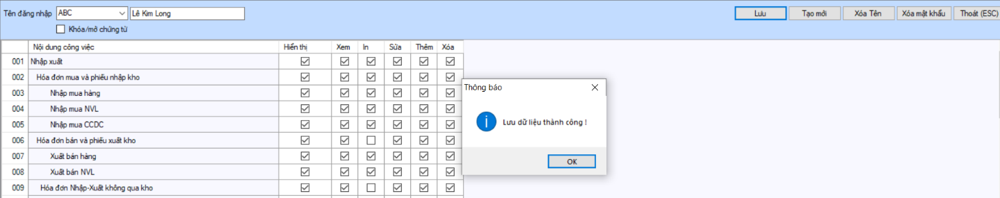 Tên đăng nhập ABC Lê Kim Long Lưu Tạo mới Xóa Tên Xóa mật khẩu Thoát (ESC)
Khóa/mở chứng từ
Nội dung công việc Hiển thị Xem In Sửa Thêm Xóa
001 Nhập xuất
002 Hóa đơn mua và phiếu nhập kho
003 Nhập mua hàng
004 Nhập mua NVL
005 Nhập mua CCDC
006 Hóa đơn bán và phiếu xuất kho
007 Xuất bán hàng
008 Xuất bán NVL
009 Hóa đơn Nhập-Xuất không qua kho
Thông báo
Lưu dữ liệu thành công !
OK